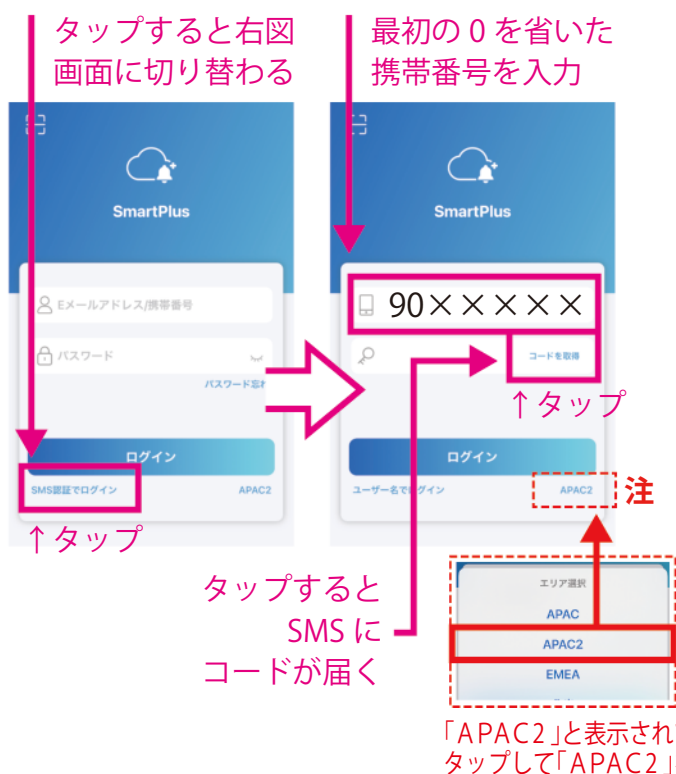 タップすると右図
画面に切り替わる
最初の0を省いた
携帯番号を入力
SmartPlus
Eメールアドレス/携帯番号
パスワード
パスワード忘れ
ログイン
SMS認証でログイン
APAC2
↑タップ
SmartPlus
90×××××
コードを取得
↑タップ
ログイン
ユーザー名でログイン
APAC2
注
タップすると
SMSに
コードが届く
エリア選択
APAC
APAC2
EMEA
「APAC2」と表示され
タップして「APAC2」